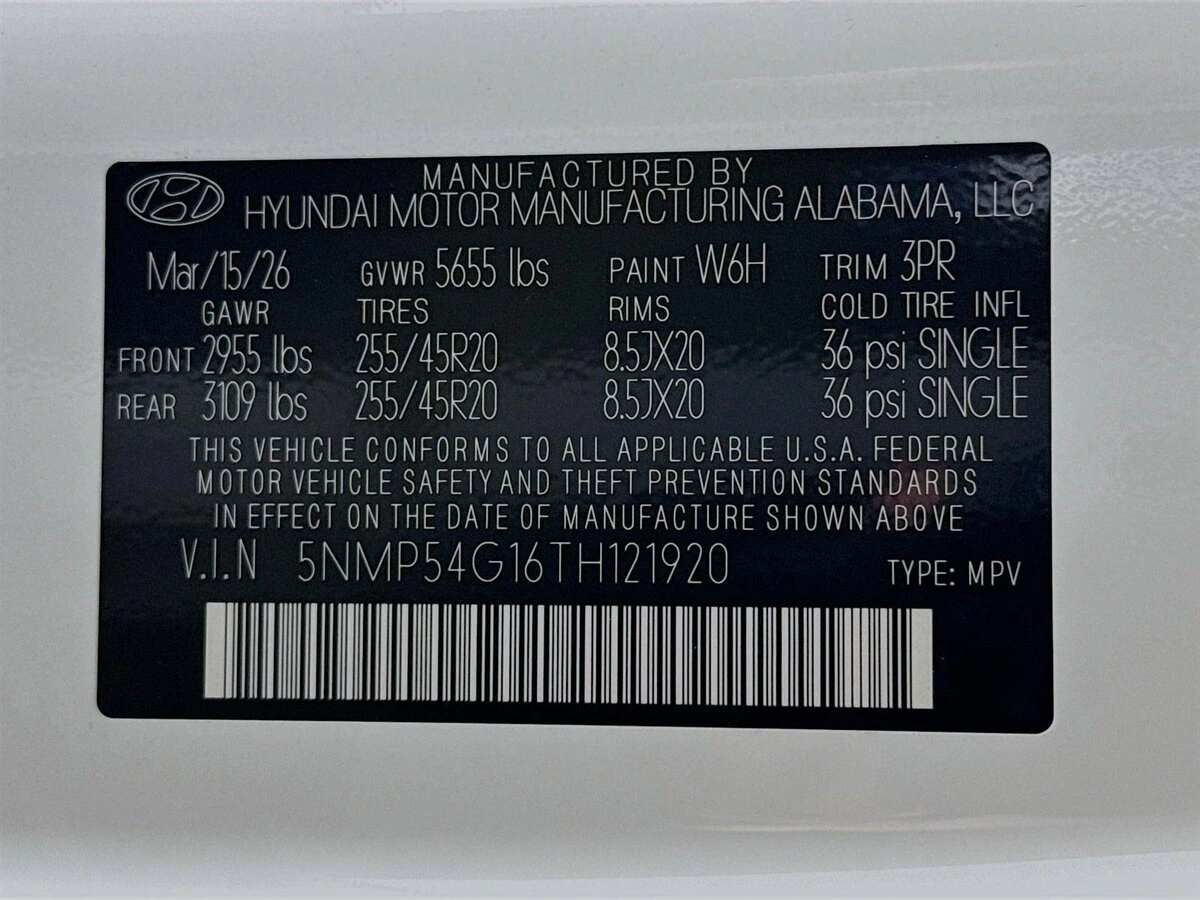 MANUFACTURED BY
HYUNDAI MOTOR MANUFACTURING ALABAMA, LLC
Mar/15/26 GVWR 5655 lbs PAINT W6H TRIM 3PR
GAWR TIRES RIMS COLD TIRE INFL
FRONT 2955 lbs 255/45R20 8.5JX20 36 psi SINGLE
REAR 3109 lbs 255/45R20 8.5JX20 36 psi SINGLE
THIS VEHICLE CONFORMS TO ALL APPLICABLE U.S.A. FEDERAL
MOTOR VEHICLE SAFETY AND THEFT PREVENTION STANDARDS
IN EFFECT ON THE DATE OF MANUFACTURE SHOWN ABOVE
V.I.N 5NMP54G16TH121920 TYPE: MPV